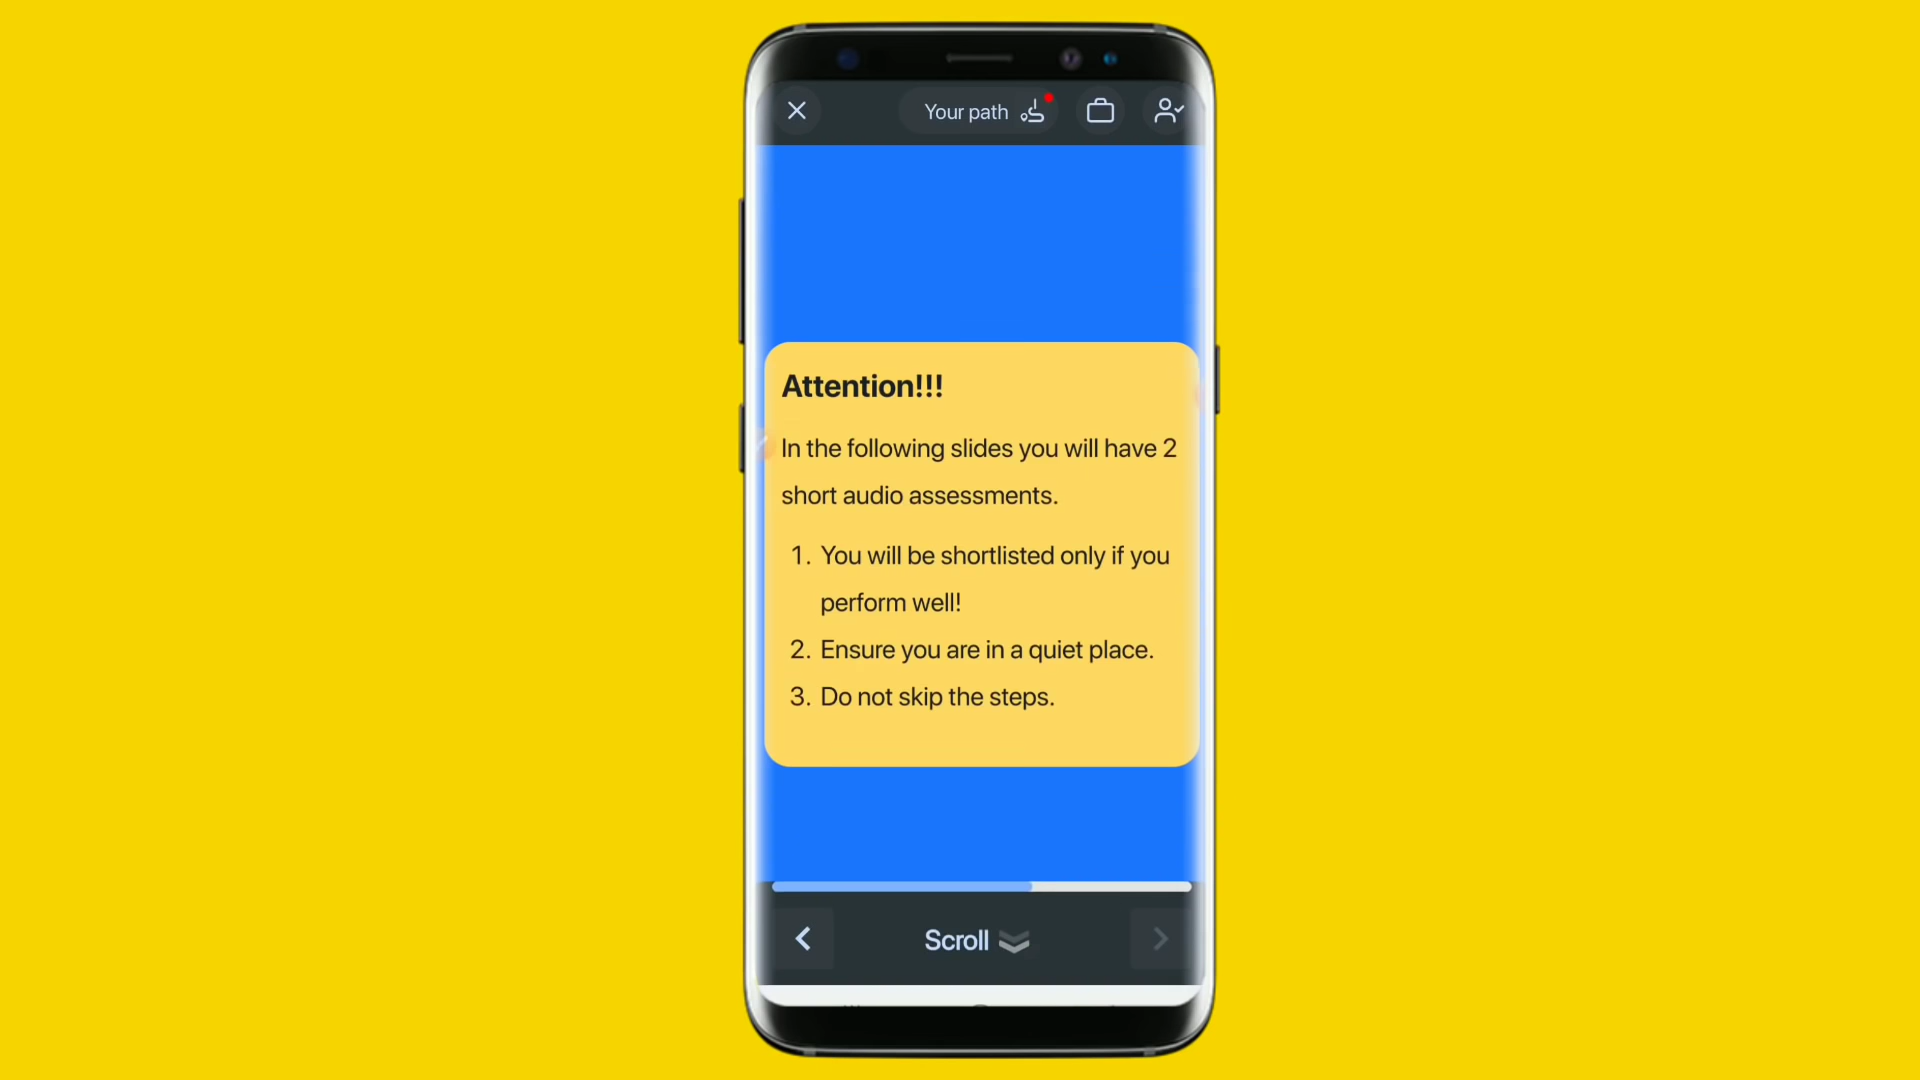 Your path
Attention!!!
In the following slides you will have 2
short audio assessments.
1. You will be shortlisted only if you
perform well!
2. Ensure you are in a quiet place.
3. Do not skip the steps.
Scroll